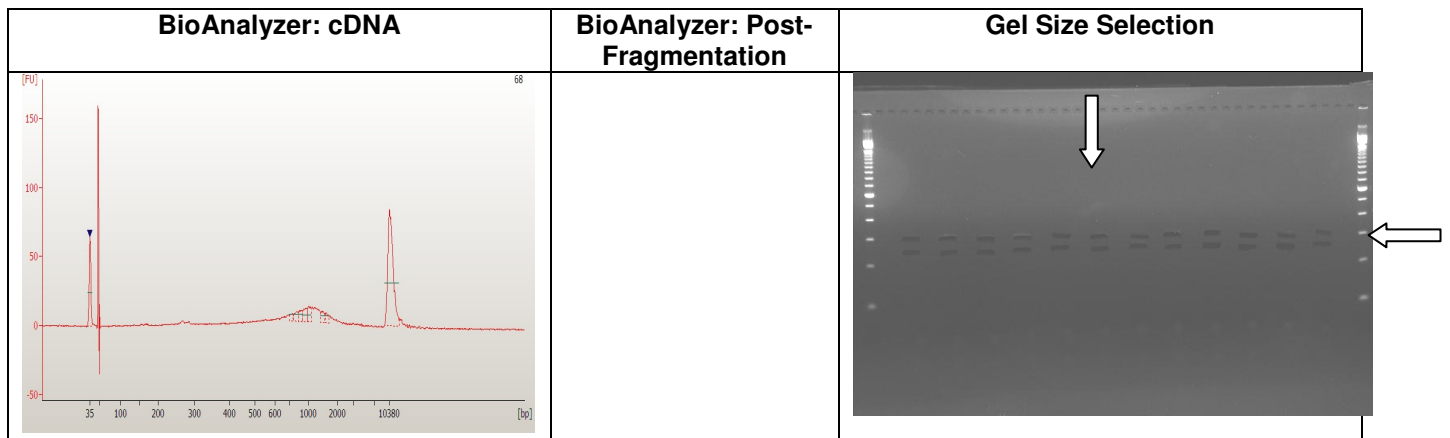 BioAnalyzer: cDNA
BioAnalyzer: Post-
Fragmentation
Gel Size Selection
[FU]
68
150
100
50
0
-50
35 100 200 300 400 500 600 1000 2000 10380 [bp]